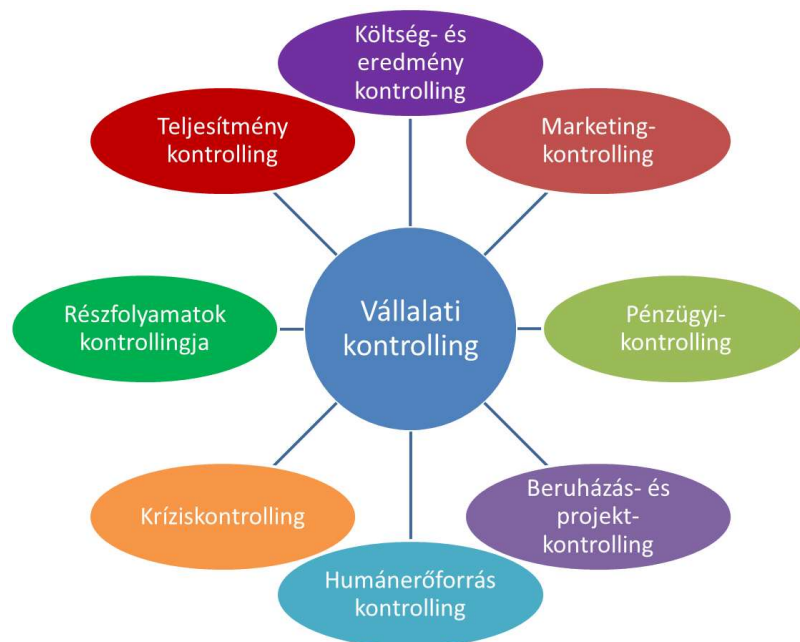 Költség- és
eredmény
kontrolling
Marketing-
kontrolling
Pénzügyi-
kontrolling
Beruházás- és
projekt-
kontrolling
Humánerőforrás
kontrolling
Kríziskontrolling
Részfolyamatok
kontrollingja
Teljesítmény
kontrolling
Vállalati
kontrolling